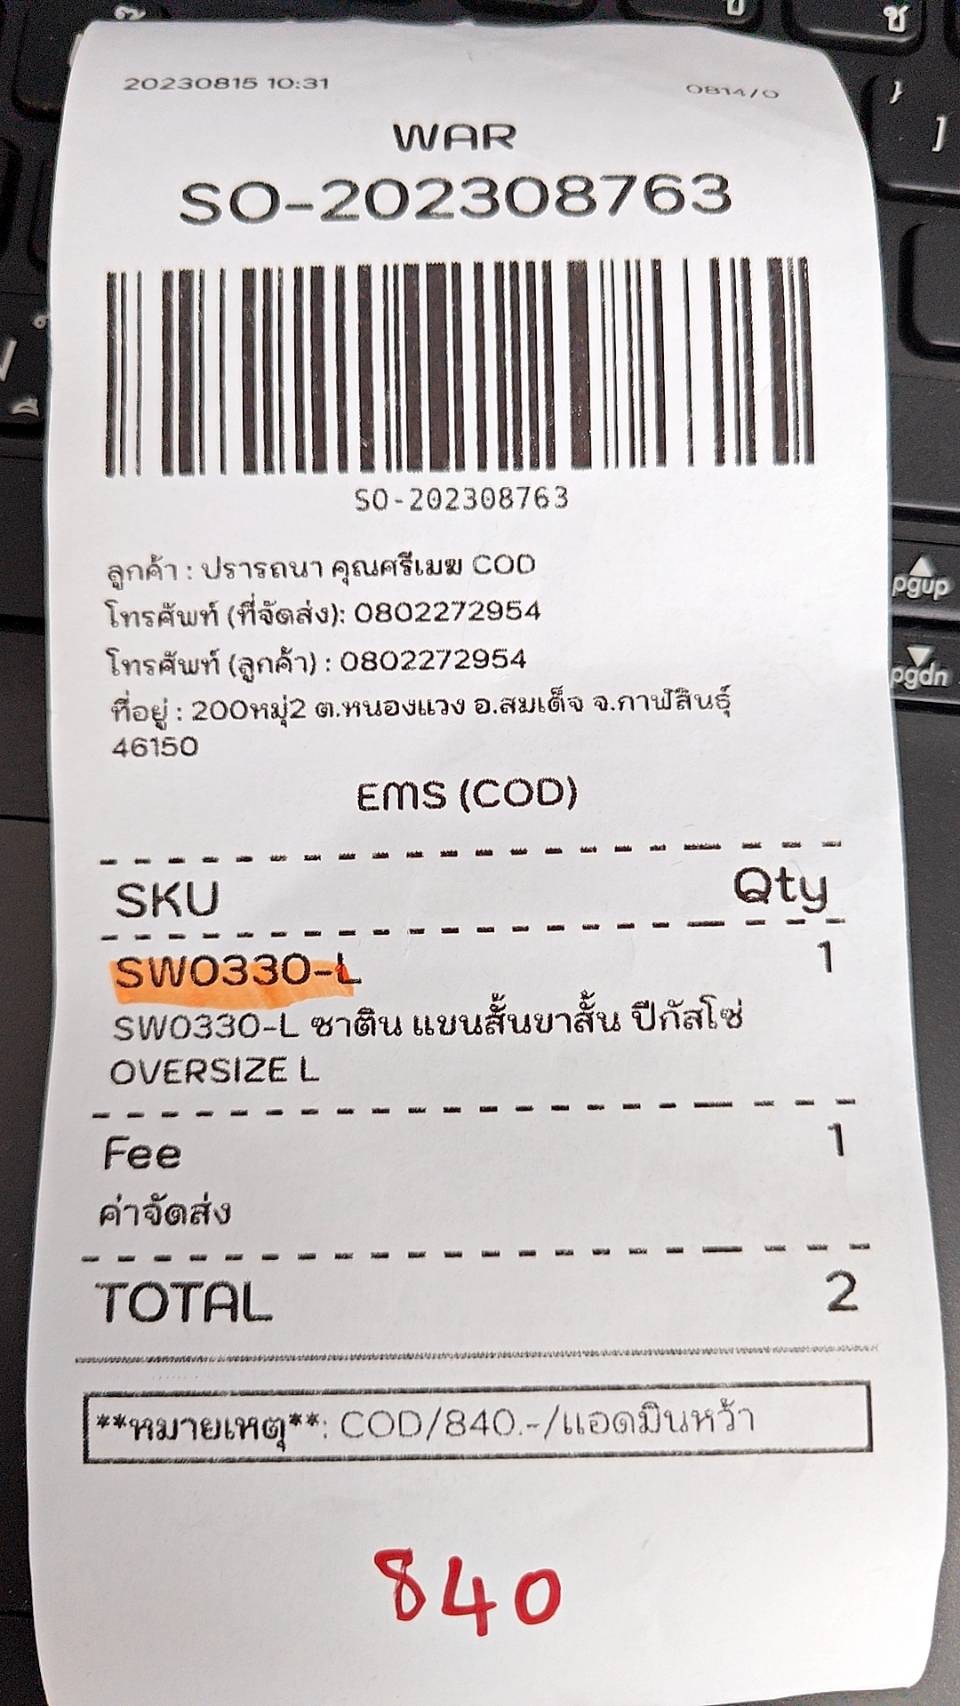 20230815 10:31
0814/0
WAR
SO-202308763
SO-202308763
ลูกค้า : ปรารถนา คุณศรีเมฆ COD
โทรศัพท์ (ที่จัดส่ง): 0802272954
โทรศัพท์ (ลูกค้า) : 0802272954
ที่อยู่ : 200หมู่2 ต.หนองแวง อ.สมเด็จ จ.กาฬสินธุ์
46150
EMS (COD)
SKU Qty
SW0330-L 1
SW0330-L ซาติน แขนสั้นขาสั้น ปีกัสโซ่
OVERSIZE L
Fee 1
ค่าจัดส่ง
TOTAL 2
**หมายเหตุ**: COD/840.-/แอดมินหว้า
840
pgup
pgdn
ช
}
]